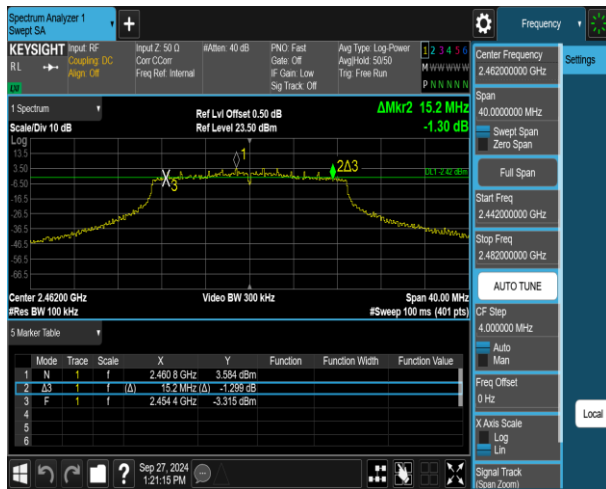 Spectrum Analyzer 1
Swept SA
+
Frequency
KEYSIGHT
RL
Input: RF
Coupling: DC
Align: Off
Input Z: 50 Ω
Corr CCorr
Freq Ref: Internal
#Atten: 40 dB
PNO: Fast
Gate: Off
IF Gain: Low
Sig Track: Off
Avg Type: Log-Power
Avg|Hold: 50/50
Trig: Free Run
1 2 3 4 5 6
M W W W W W
P N N N N N
1 Spectrum
Scale/Div 10 dB
Ref Lvl Offset 0.50 dB
Ref Level 23.50 dBm
ΔMkr2 15.2 MHz
-1.30 dB
Log
13.5
3.50
-6.50
-16.5
-26.5
-36.5
-46.5
-56.5
-66.5
1
2Δ3
3
DL1 -2.42 dBm
Center 2.46200 GHz
#Res BW 100 kHz
Video BW 300 kHz
Span 40.00 MHz
#Sweep 100 ms (401 pts)
5 Marker Table
Mode Trace Scale X Y Function Function Width Function Value
1 N 1 f 2.460 8 GHz 3.584 dBm
2 Δ3 1 f (Δ) 15.2 MHz (Δ) -1.299 dB
3 F 1 f 2.454 4 GHz -3.315 dBm
4
5
6
?
Sep 27, 2024
1:21:15 PM
Center Frequency
2.462000000 GHz
Settings
Span
40.0000000 MHz
Swept Span
Zero Span
Full Span
Start Freq
2.442000000 GHz
Stop Freq
2.482000000 GHz
AUTO TUNE
CF Step
4.000000 MHz
Auto
Man
Freq Offset
0 Hz
Local
X Axis Scale
Log
Lin
Signal Track
(Span Zoom)